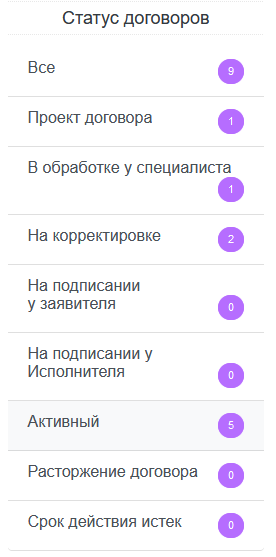 Статус договоров
Все
9
Проект договора
1
В обработке у специалиста
1
На корректировке
2
На подписании
у заявителя
0
На подписании у
Исполнителя
0
Активный
5
Расторжение договора
0
Срок действия истек
0